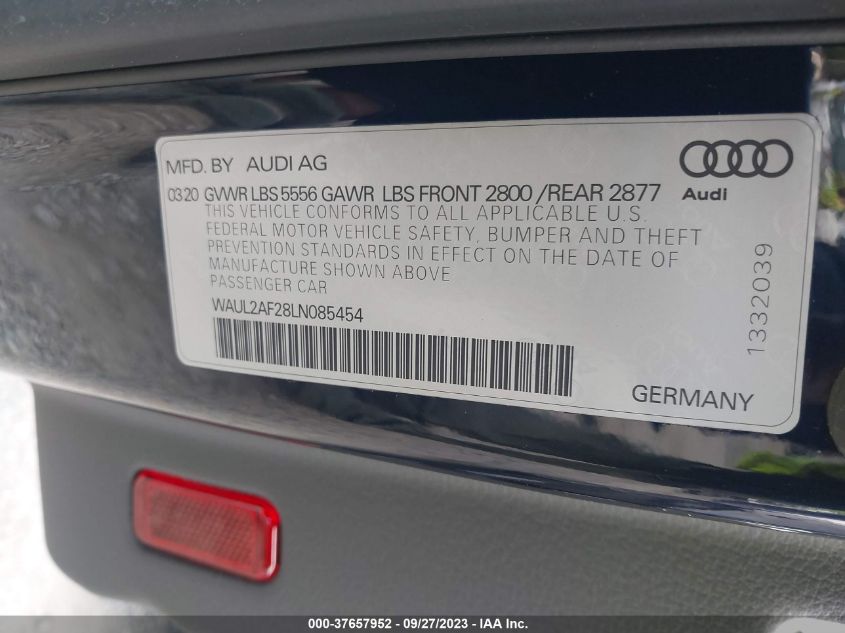 MFD. BY AUDI AG
Audi
03 20 GVWR LBS 5556 GAWR LBS FRONT 2800 /REAR 2877
THIS VEHICLE CONFORMS TO ALL APPLICABLE U.S.
FEDERAL MOTOR VEHICLE SAFETY, BUMPER AND THEFT
PREVENTION STANDARDS IN EFFECT ON THE DATE OF
MANUFACTURE SHOWN ABOVE
PASSENGER CAR
WAUL2AF28LN085454
1332039
GERMANY
000-37657952 - 09/27/2023 - IAA Inc.